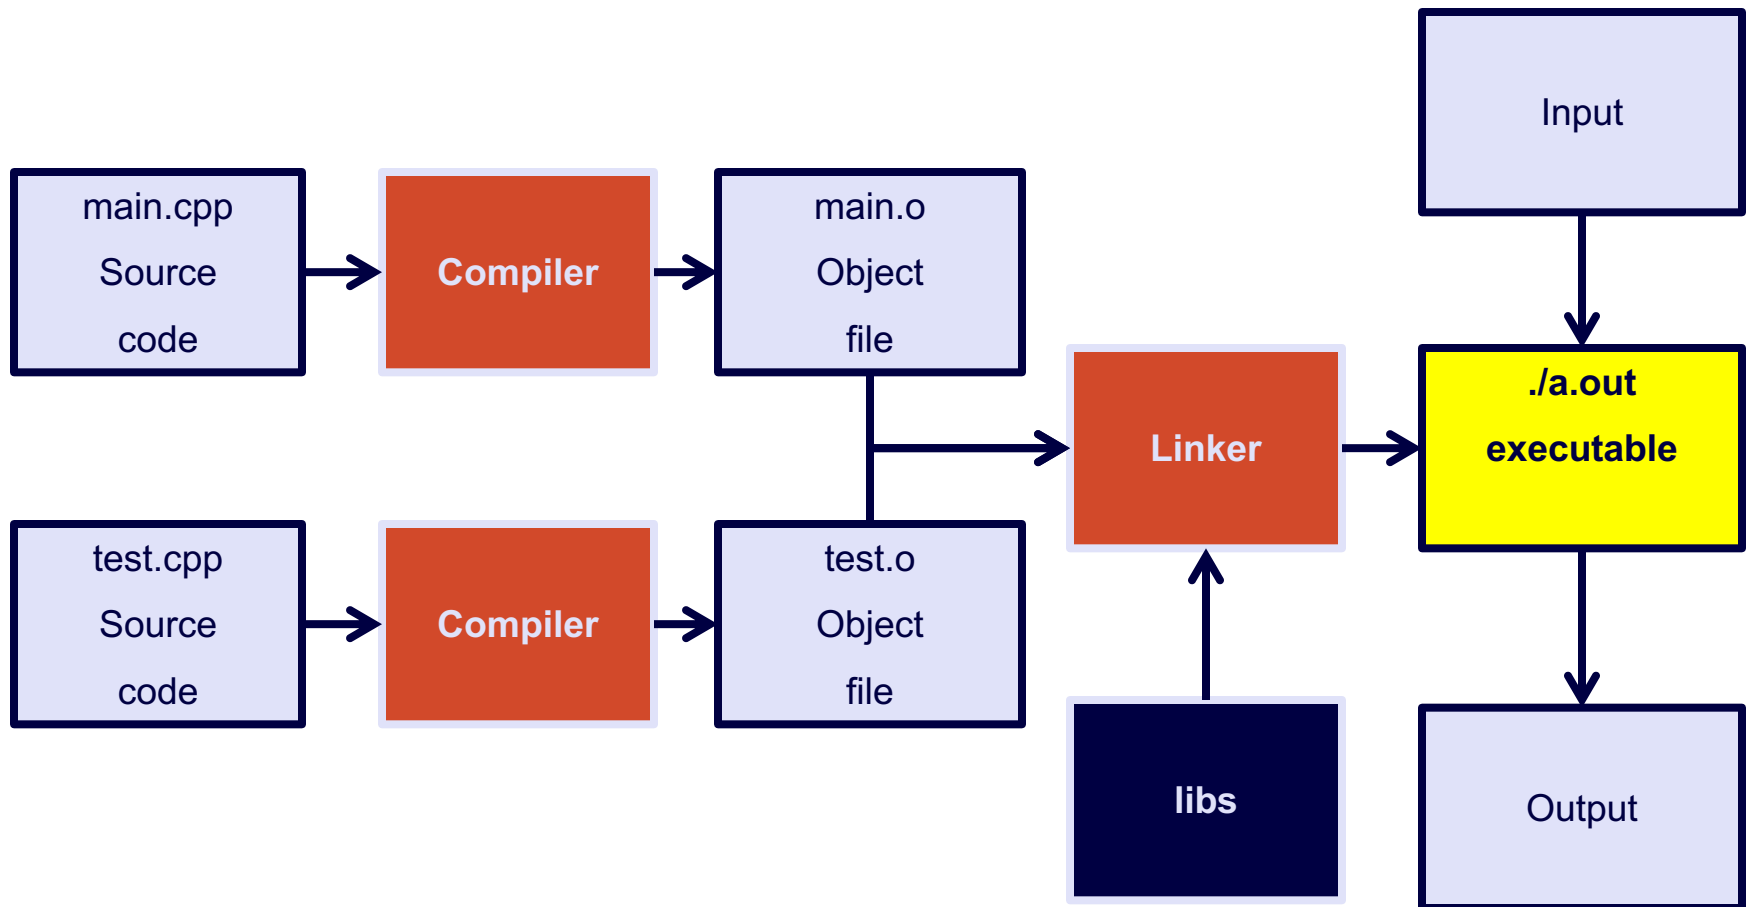 Input
main.cpp
Source
code
Compiler
main.o
Object
file
Linker
./a.out
executable
test.cpp
Source
code
Compiler
test.o
Object
file
libs
Output